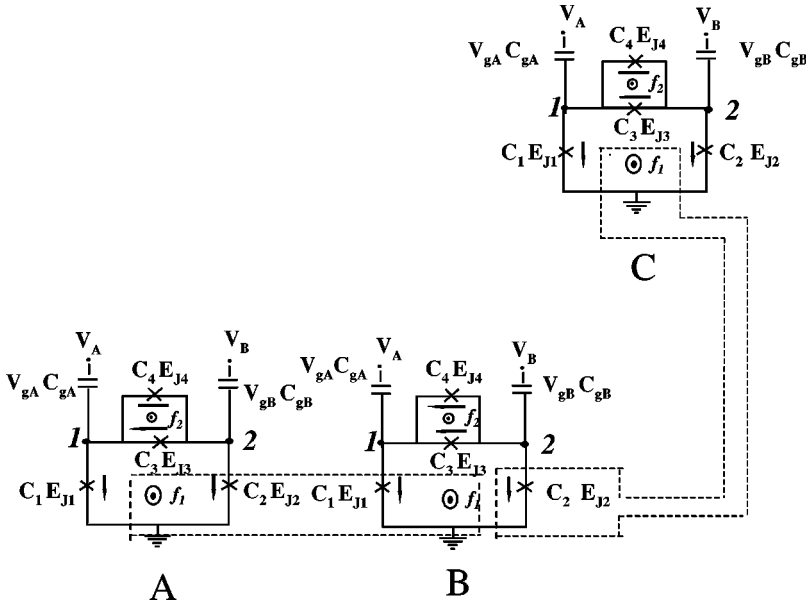 V_A V_B
C_4 E_J4
V_gA C_gA V_gB C_gB
f_2
1 2
C_3 E_J3
C_1 E_J1 C_2 E_J2
f_1
C
V_A V_B V_A V_B
C_4 E_J4 C_4 E_J4
V_gA C_gA V_gB C_gB V_gA C_gA V_gB C_gB
f_2 f_2
1 2 1 2
C_3 E_J3 C_3 E_J3
C_1 E_J1 f_1 C_2 E_J2 C_1 E_J1 f_1 C_2 E_J2
A B